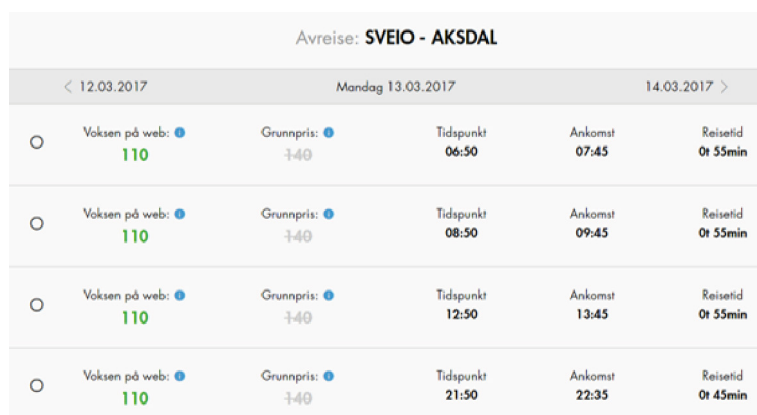 Avreise: SVEIO - AKSDAL
< 12.03.2017 Mandag 13.03.2017 14.03.2017 >
Voksen på web: i Grunnpris: i Tidspunkt Ankomst Reisetid
110 140 06:50 07:45 0t 55min
Voksen på web: i Grunnpris: i Tidspunkt Ankomst Reisetid
110 140 08:50 09:45 0t 55min
Voksen på web: i Grunnpris: i Tidspunkt Ankomst Reisetid
110 140 12:50 13:45 0t 55min
Voksen på web: i Grunnpris: i Tidspunkt Ankomst Reisetid
110 140 21:50 22:35 0t 45min